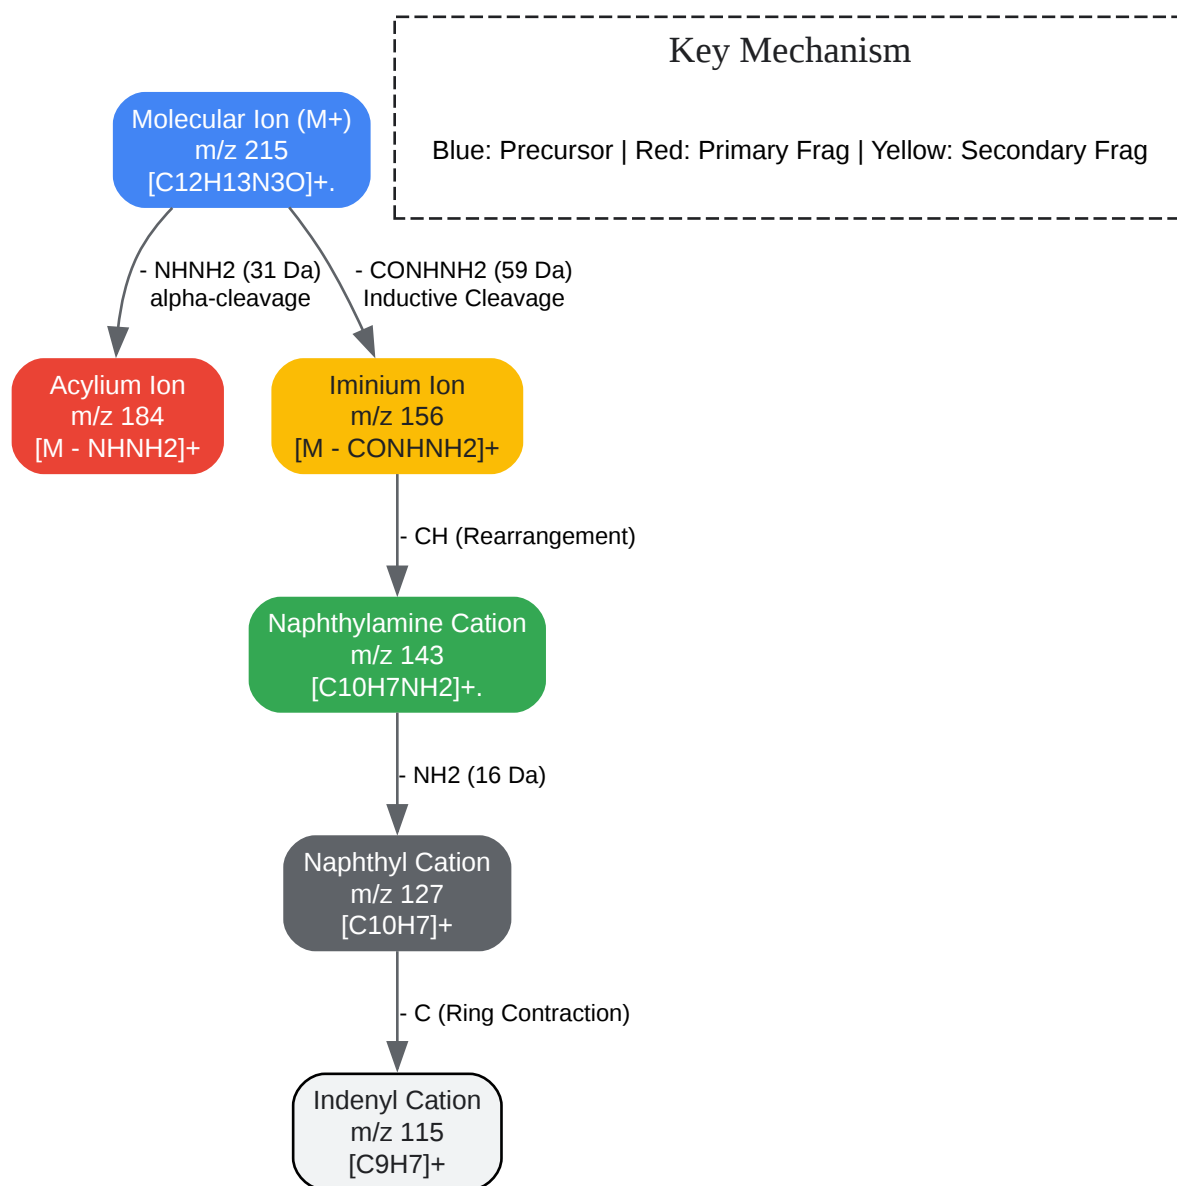 Key Mechanism
Blue: Precursor | Red: Primary Frag | Yellow: Secondary Frag
Molecular Ion (M+)
m/z 215
[C12H13N3O]+.
- NHNH2 (31 Da)
alpha-cleavage
- CONHNH2 (59 Da)
Inductive Cleavage
Acylium Ion
m/z 184
[M - NHNH2]+
Iminium Ion
m/z 156
[M - CONHNH2]+
- CH (Rearrangement)
Naphthylamine Cation
m/z 143
[C10H7NH2]+.
- NH2 (16 Da)
Naphthyl Cation
m/z 127
[C10H7]+
- C (Ring Contraction)
Indenyl Cation
m/z 115
[C9H7]+